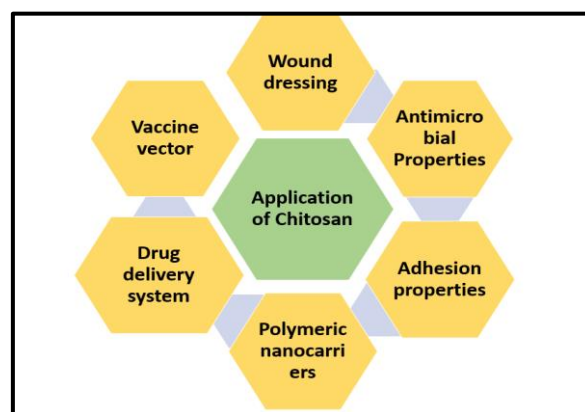 Wound
dressing
Antimicro
bial
Properties
Adhesion
properties
Polymeric
nanocarri
ers
Drug
delivery
system
Vaccine
vector
Application
of Chitosan